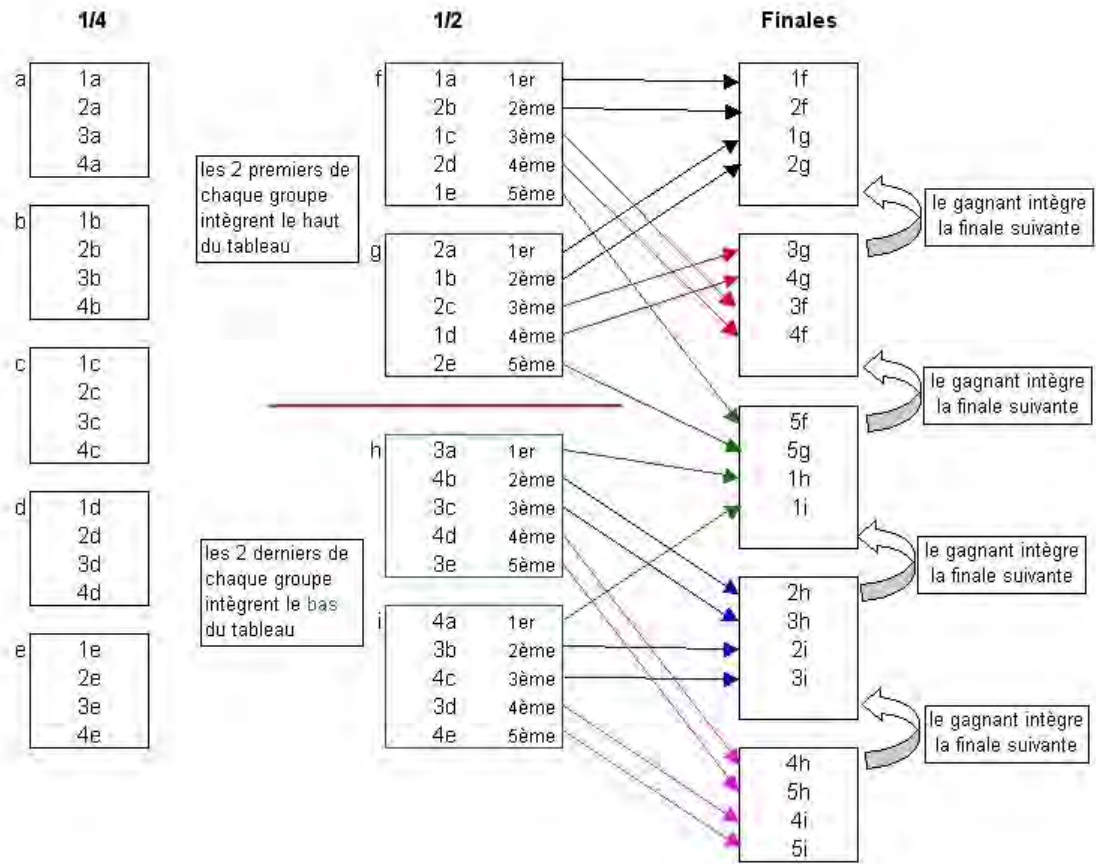 1/4
1/2
Finales
a
1a
2a
3a
4a
b
1b
2b
3b
4b
c
1c
2c
3c
4c
d
1d
2d
3d
4d
e
1e
2e
3e
4e
les 2 premiers de
chaque groupe
intègrent le haut
du tableau
les 2 derniers de
chaque groupe
intègrent le bas
du tableau
f
1a 1er
2b 2ème
1c 3ème
2d 4ème
1e 5ème
g
2a 1er
1b 2ème
2c 3ème
1d 4ème
2e 5ème
h
3a 1er
4b 2ème
3c 3ème
4d 4ème
3e 5ème
i
4a 1er
3b 2ème
4c 3ème
3d 4ème
4e 5ème
1f
2f
1g
2g
3g
4g
3f
4f
5f
5g
1h
1i
2h
3h
2i
3i
4h
5h
4i
5i
le gagnant intègre
la finale suivante
le gagnant intègre
la finale suivante
le gagnant intègre
la finale suivante
le gagnant intègre
la finale suivante